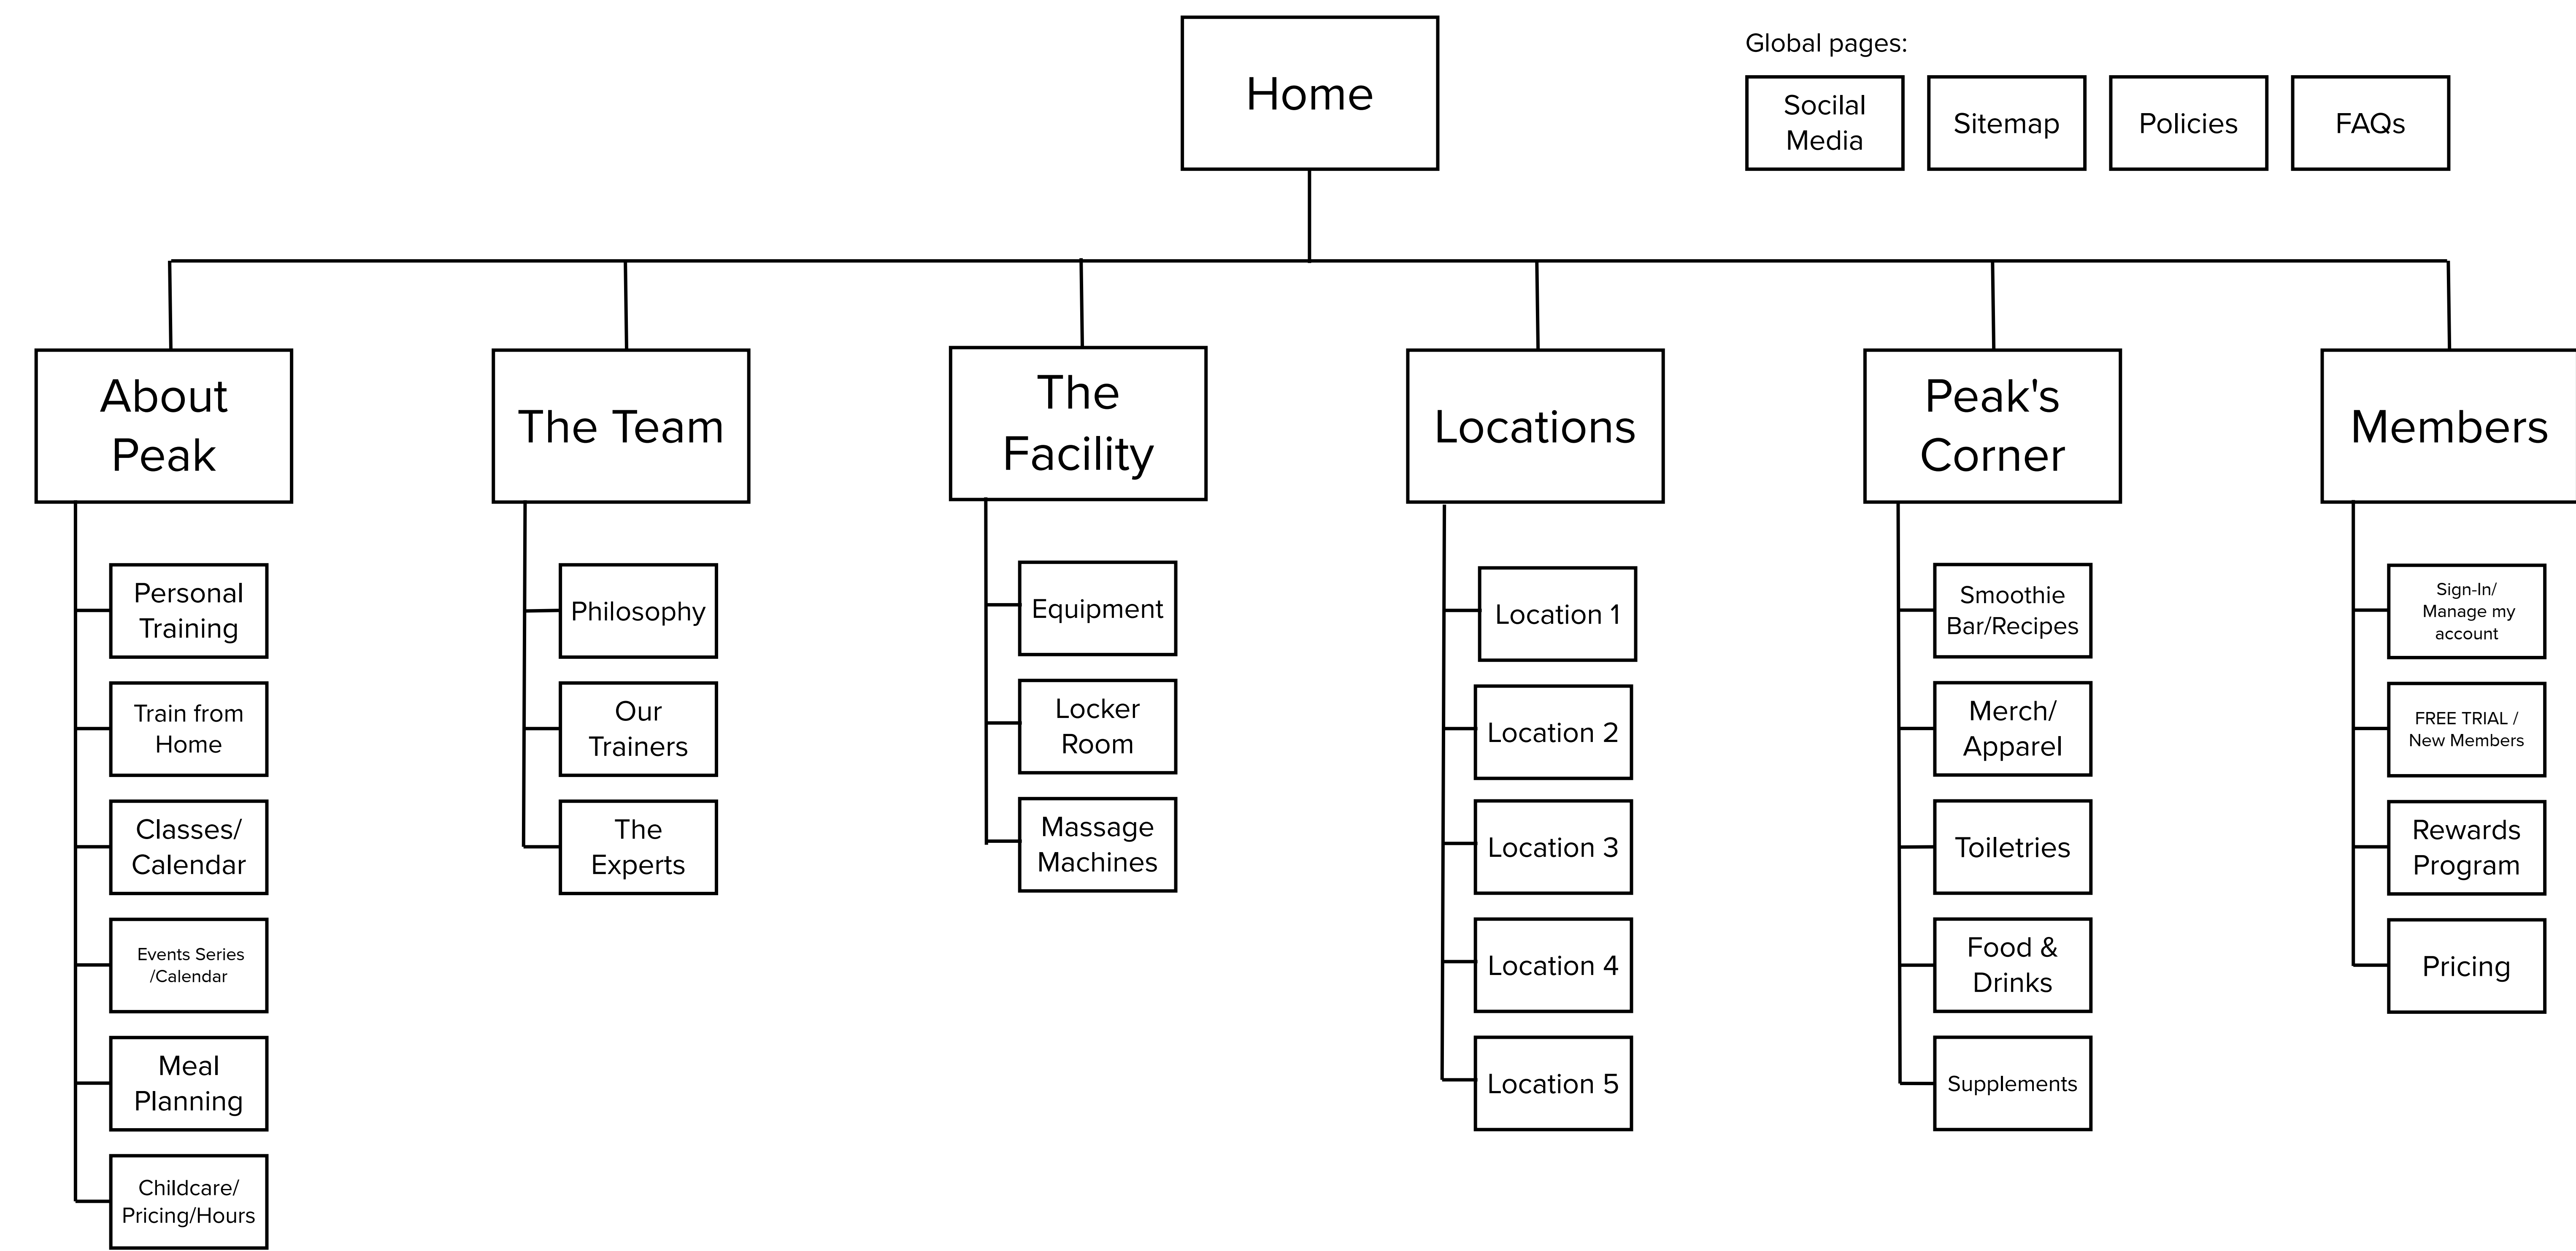 Home
Global pages:
Socilal
Media
Sitemap
Policies
FAQs
About
Peak
The Team
The
Facility
Locations
Peak's
Corner
Members
Personal
Training
Train from
Home
Classes/
Calendar
Events Series
/Calendar
Meal
Planning
Childcare/
Pricing/Hours
Philosophy
Our
Trainers
The
Experts
Equipment
Locker
Room
Massage
Machines
Location 1
Location 2
Location 3
Location 4
Location 5
Smoothie
Bar/Recipes
Merch/
Apparel
Toiletries
Food &
Drinks
Supplements
Sign-In/
Manage my
account
FREE TRIAL /
New Members
Rewards
Program
Pricing